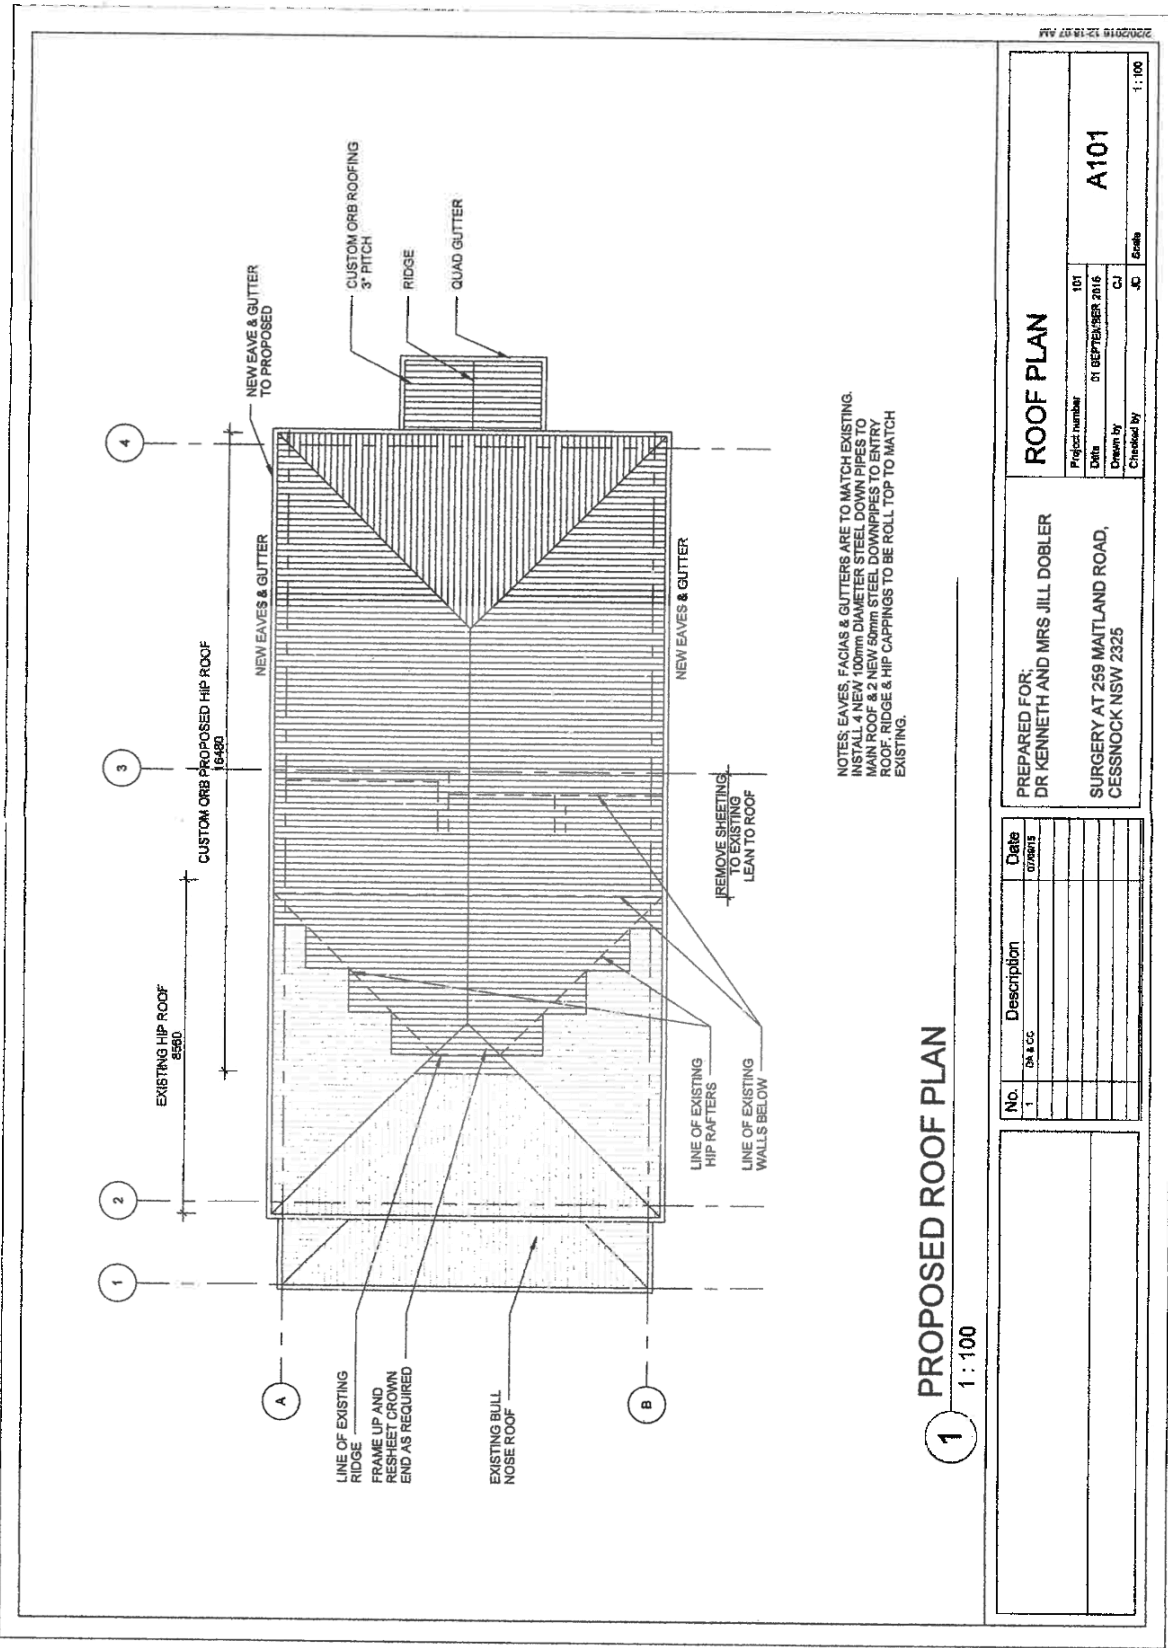 EXISTING HIP ROOF
8560
CUSTOM ORB PROPOSED HIP ROOF
16480
1
2
3
4
A
B
NEW EAVE & GUTTER
TO PROPOSED
NEW EAVES & GUTTER
CUSTOM ORB ROOFING
3° PITCH
RIDGE
QUAD GUTTER
NEW EAVES & GUTTER
LINE OF EXISTING
RIDGE
FRAME UP AND
RESHEET CROWN
END AS REQUIRED
EXISTING BULL
NOSE ROOF
LINE OF EXISTING
HIP RAFTERS
LINE OF EXISTING
WALLS BELOW
REMOVE SHEETING
TO EXISTING
LEAN TO ROOF
NOTES; EAVES, FACIAS & GUTTERS ARE TO MATCH EXISTING.
INSTALL 4 NEW 100mm DIAMETER STEEL DOWN PIPES TO
MAIN ROOF & 2 NEW 50mm STEEL DOWNPIPES TO ENTRY
ROOF. RIDGE & HIP CAPPINGS TO BE ROLL TOP TO MATCH
EXISTING.
1
PROPOSED ROOF PLAN
1 : 100
No. Description Date
1 DA & CC 07/09/15
PREPARED FOR;
DR KENNETH AND MRS JILL DOBLER
SURGERY AT 259 MAITLAND ROAD,
CESSNOCK NSW 2325
ROOF PLAN
Project number 101
Date 01 SEPTEMBER 2015
Drawn by CJ
Checked by JO
A101
Scale 1 : 100